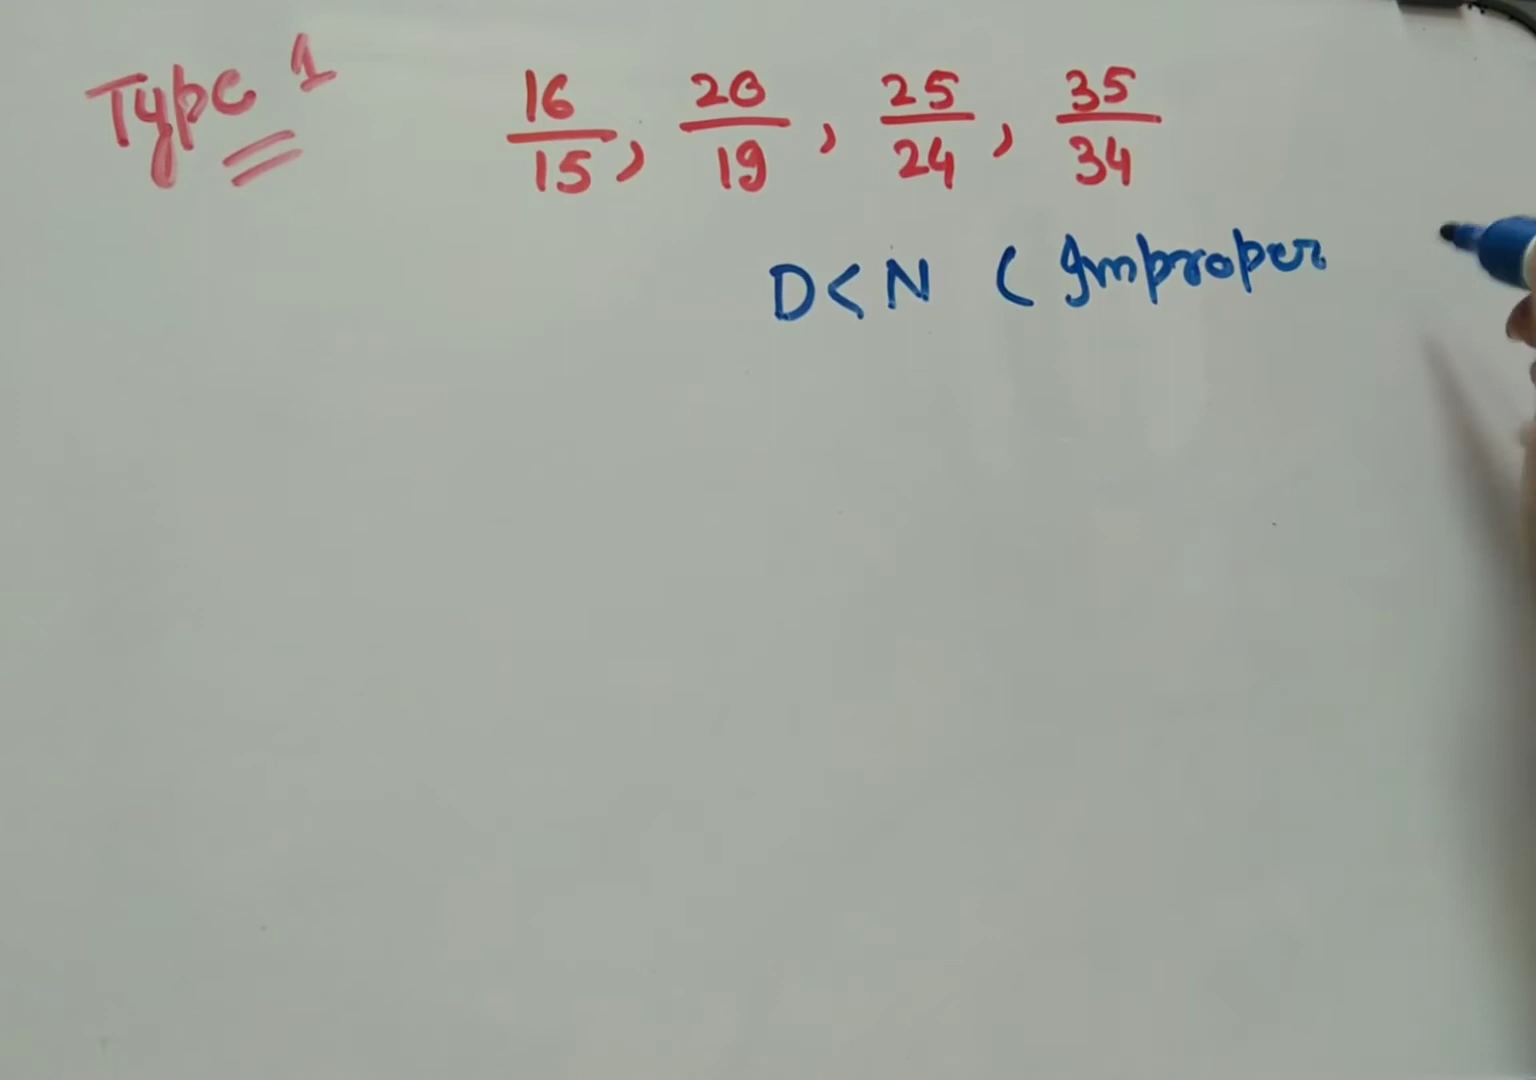 Type 1
16/15, 20/19, 25/24, 35/34
D<N (Improper